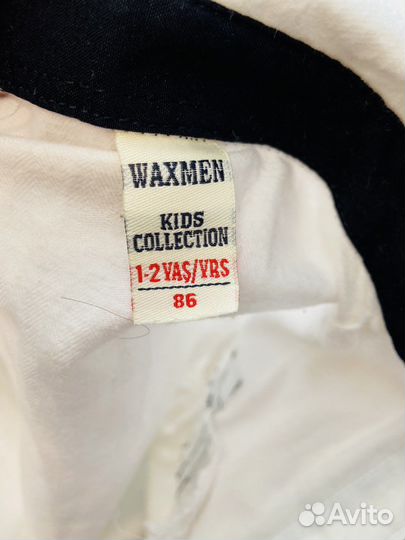 WAXMEN
KIDS
COLLECTION
1-2 YAŞ/YRS
86
Avito